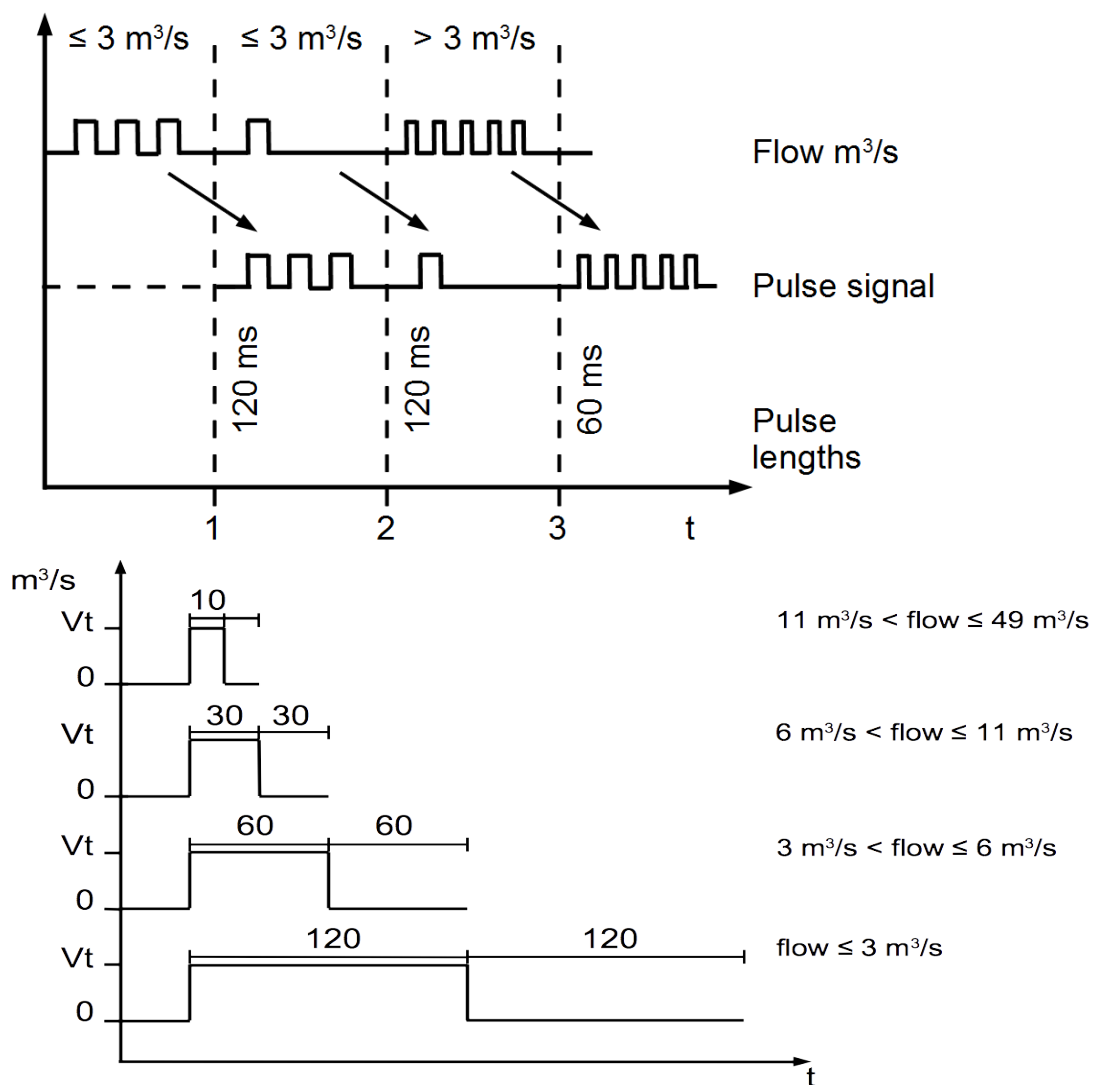 ≤ 3 m³/s ≤ 3 m³/s > 3 m³/s
Flow m³/s
Pulse signal
120 ms 120 ms 60 ms
Pulse
lengths
1 2 3 t
m³/s
10
Vt
0
11 m³/s < flow ≤ 49 m³/s
30 30
Vt
0
6 m³/s < flow ≤ 11 m³/s
60 60
Vt
0
3 m³/s < flow ≤ 6 m³/s
120 120
Vt
0
flow ≤ 3 m³/s
t